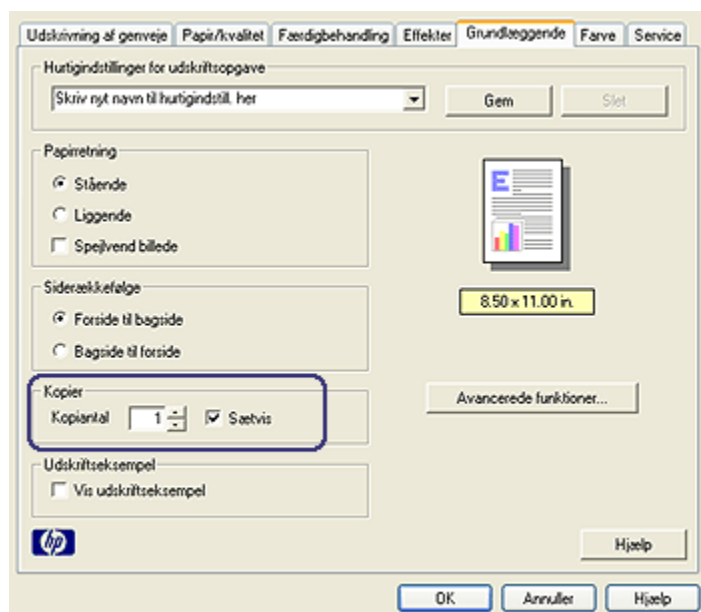 Udskrivning af genveje Papir/kvalitet Færdigbehandling Effekter Grundlæggende Farve Service
Hurtigindstillinger for udskriftsopgave
Skriv nyt navn til hurtigindstill. her Gem Slet
Papirretning
Stående
Liggende
Spejlvend billede
E
8.50 x 11.00 in.
Siderækkefølge
Forside til bagside
Bagside til forside
Kopier
Kopiantal 1 Sætvis
Avancerede funktioner...
Udskriftseksempel
Vis udskriftseksempel
hp
Hjælp
OK Annuller Hjælp